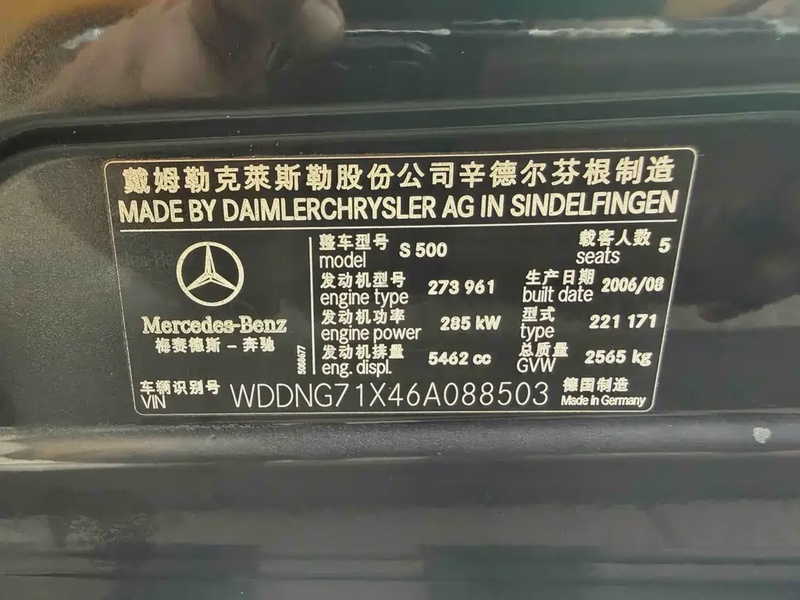 戴姆勒克萊斯勒股份公司辛德尔芬根制造
MADE BY DAIMLERCHRYSLER AG IN SINDELFINGEN
Mercedes-Benz
梅赛德斯－奔驰
整车型号 S 500 载客人数 5
model seats
发动机型号 273 961 生产日期 2006/08
engine type built date
发动机功率 285 kW 型式 221 171
engine power type
发动机排量 5462 cc 总质量 2565 kg
eng. displ. GVW
车辆识别号 WDDNG71X46A088503 德国制造
VIN Made in Germany